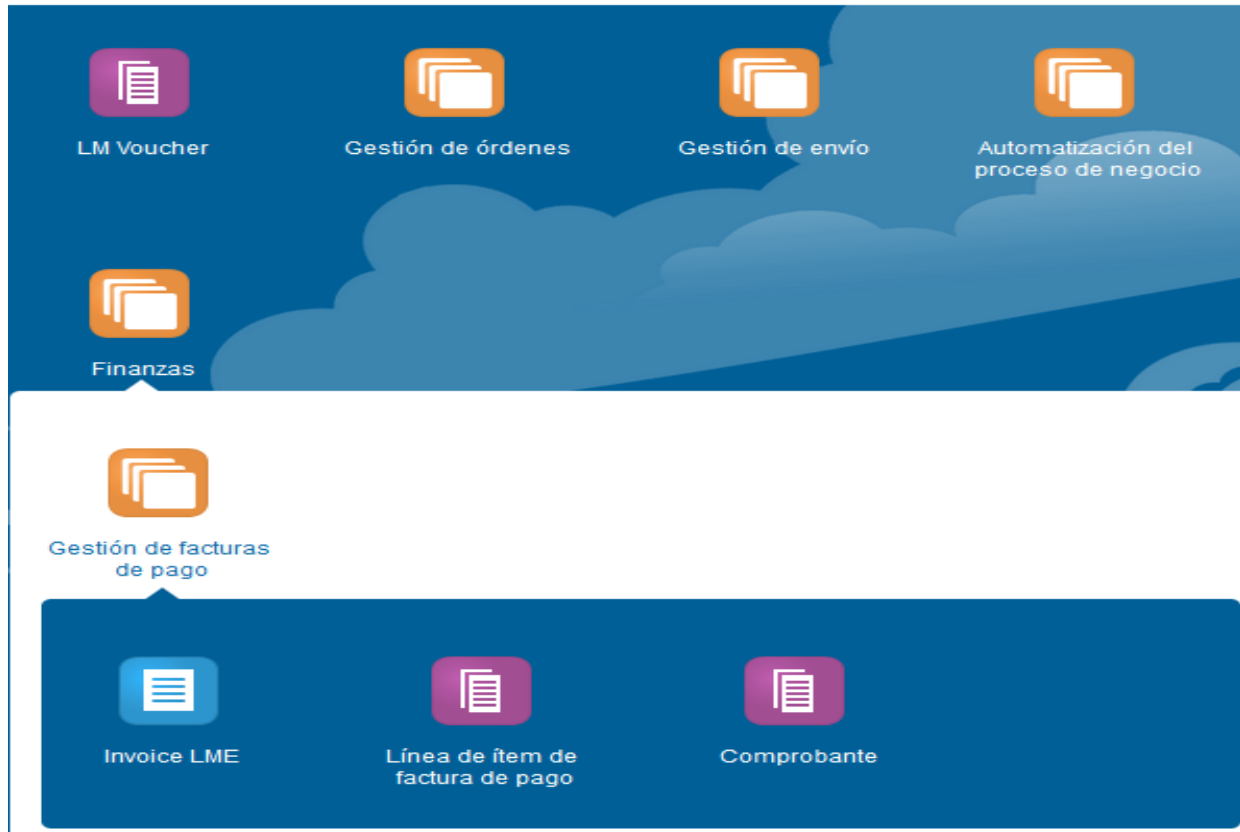 LM Voucher
Gestión de órdenes
Gestión de envío
Automatización del
proceso de negocio
Finanzas
Gestión de facturas
de pago
Invoice LME
Línea de ítem de
factura de pago
Comprobante